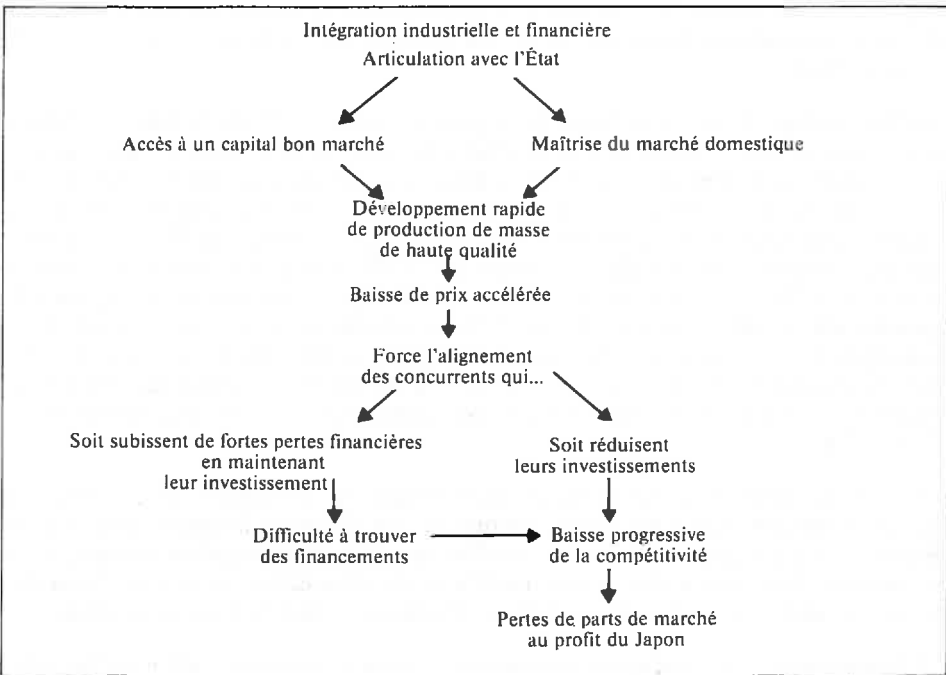 Intégration industrielle et financière
Articulation avec l'État
Accès à un capital bon marché
Maîtrise du marché domestique
Développement rapide
de production de masse
de haute qualité
Baisse de prix accélérée
Force l'alignement
des concurrents qui...
Soit subissent de fortes pertes financières
en maintenant
leur investissement
Soit réduisent
leurs investissements
Difficulté à trouver
des financements
Baisse progressive
de la compétitivité
Pertes de parts de marché
au profit du Japon